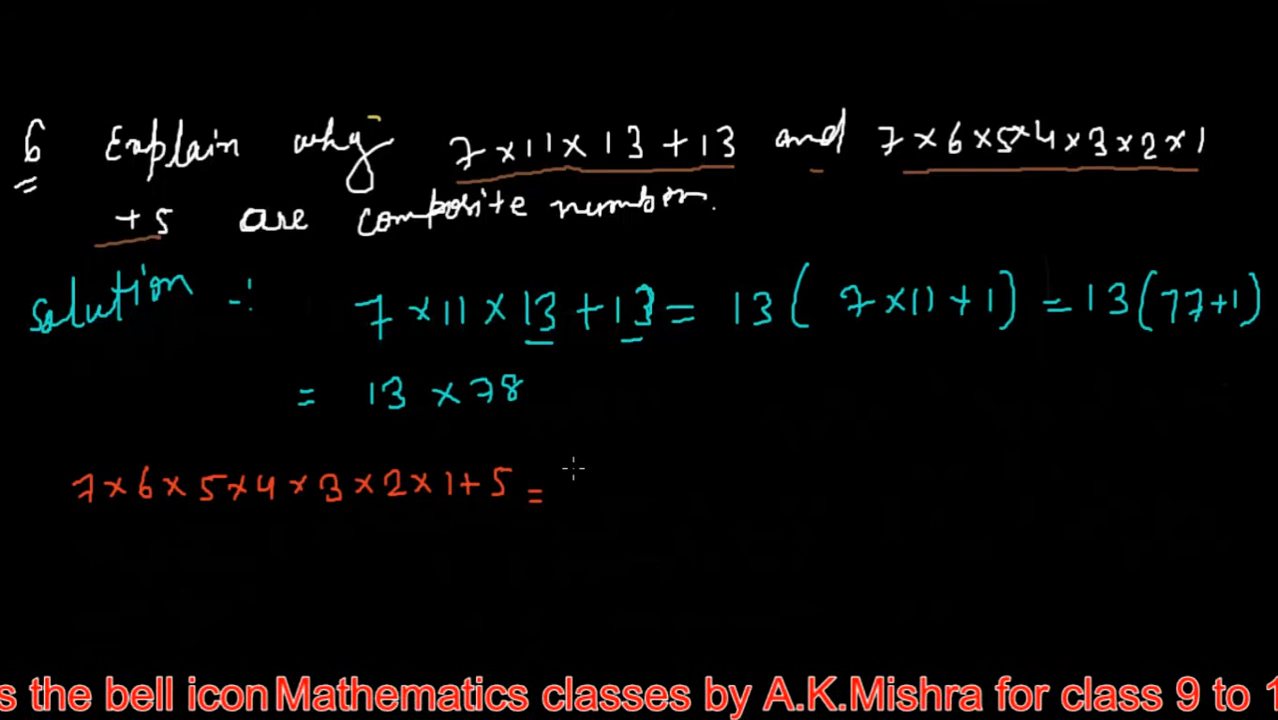 6 Explain why 7×11×13+13 and 7×6×5×4×3×2×1
+5 are composite number.
Solution -: 7×11×13+13 = 13(7×11+1) = 13(77+1)
= 13×78
7×6×5×4×3×2×1+5 =
s the bell icon Mathematics classes by A.K.Mishra for class 9 to 1